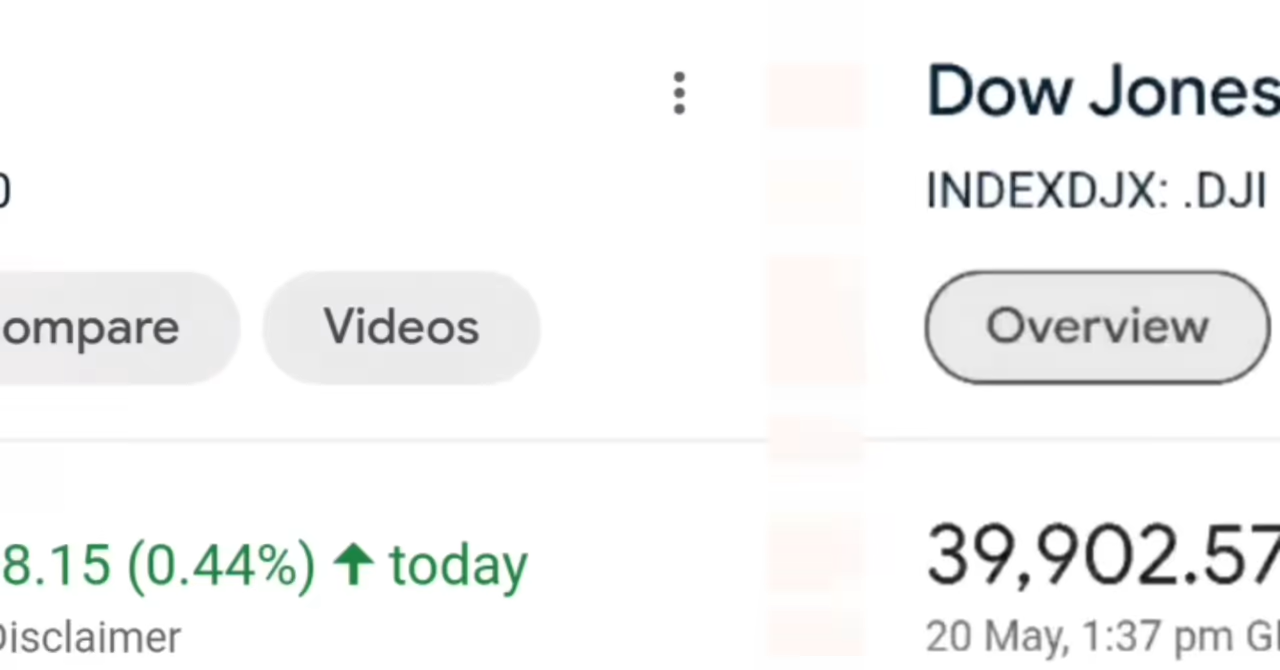 Dow Jones
INDEXDJX: .DJI
ompare
Videos
Overview
8.15 (0.44%) ↑ today
Disclaimer
39,902.57
20 May, 1:37 pm